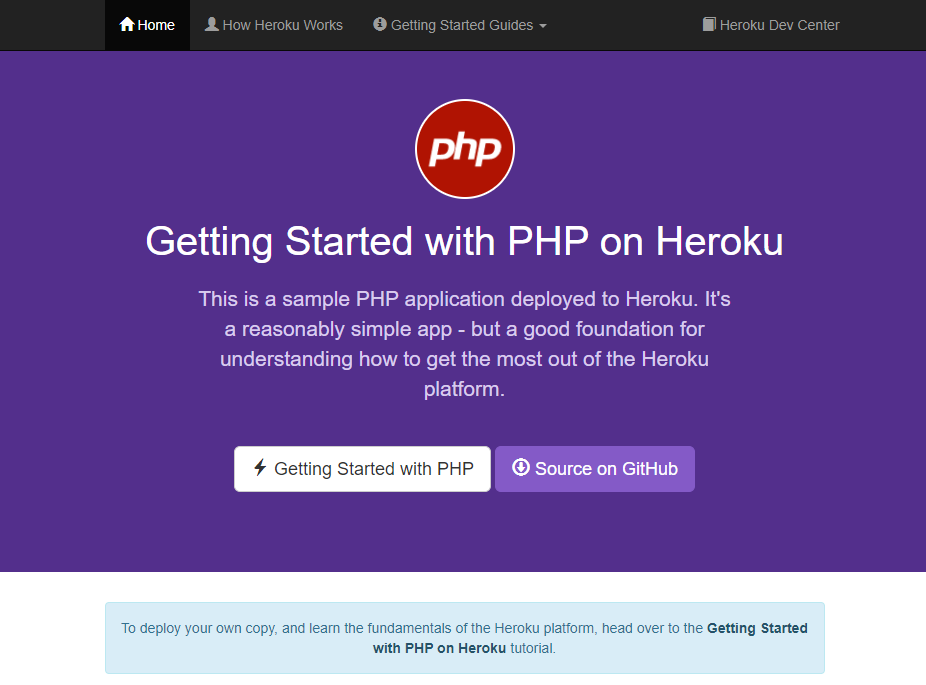 Home How Heroku Works Getting Started Guides Heroku Dev Center
php
Getting Started with PHP on Heroku
This is a sample PHP application deployed to Heroku. It's
a reasonably simple app - but a good foundation for
understanding how to get the most out of the Heroku
platform.
Getting Started with PHP Source on GitHub
To deploy your own copy, and learn the fundamentals of the Heroku platform, head over to the Getting Started
with PHP on Heroku tutorial.